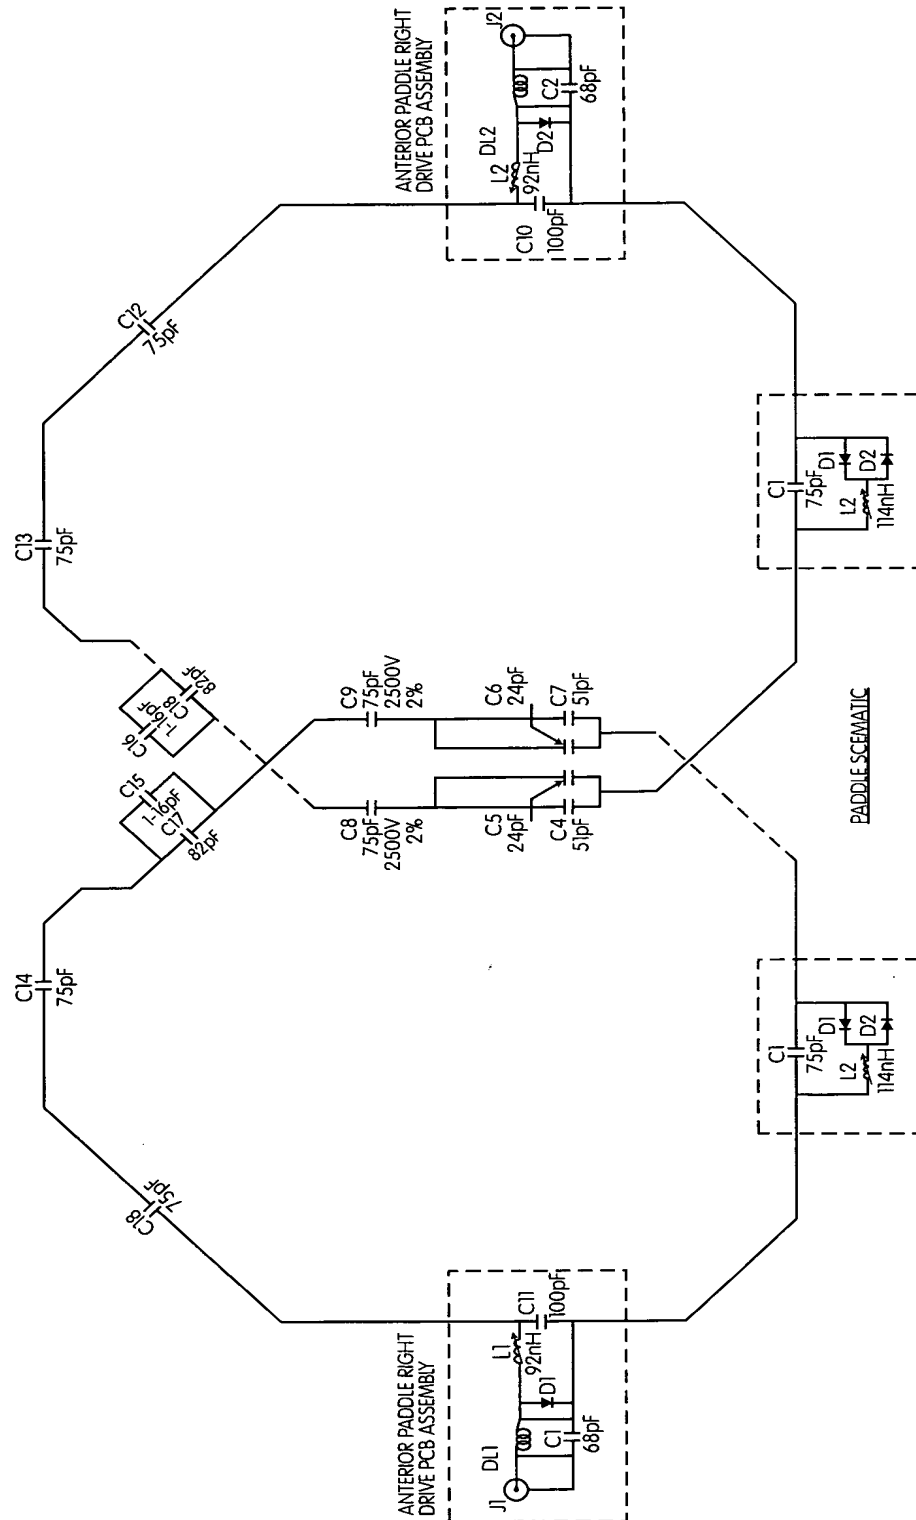 ANTERIOR PADDLE RIGHT
DRIVE PCB ASSEMBLY
J2
C2
68pF
DL2
D2
L2
92nH
C10
100pF
C12
75pF
C13
75pF
C18
82pF
C16
1-16pF
C15
1-16pF
C17
82pF
C9
75pF
2500V
2%
C6
24pF
C7
51pF
C8
75pF
2500V
2%
C5
24pF
C4
51pF
C1
75pF
D1
D2
L2
114nH
C14
75pF
C18
75pF
C1
75pF
D1
D2
L2
114nH
ANTERIOR PADDLE RIGHT
DRIVE PCB ASSEMBLY
J1
DL1
C1
68pF
D1
L1
92nH
C11
100pF
PADDLE SCEMATIC